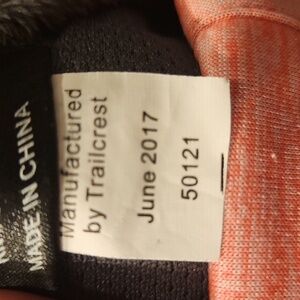 MADE IN CHINA
Manufactured
by Trailcrest
June 2017
50121